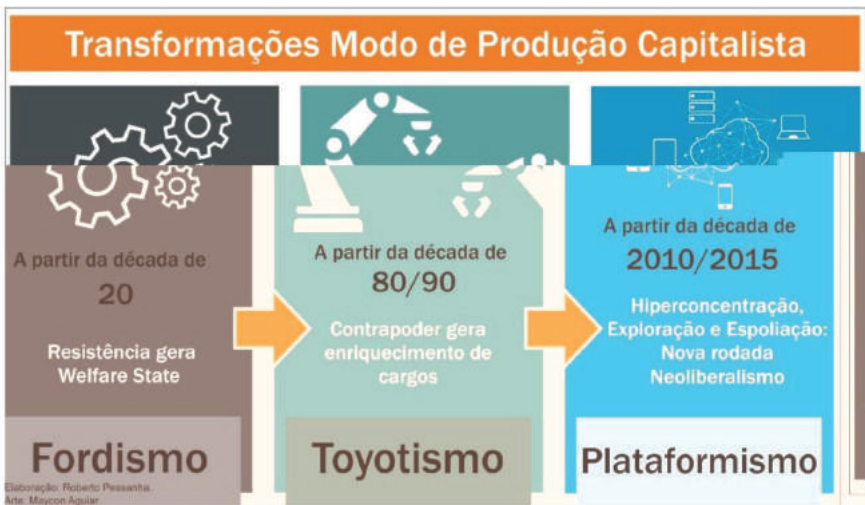 Transformações Modo de Produção Capitalista
A partir da década de
20
Resistência gera
Welfare State
Fordismo
A partir da década de
80/90
Contrapoder gera
enriquecimento de
cargos
Toyotismo
A partir da década de
2010/2015
Hiperconcentração,
Exploração e Espoliação:
Nova rodada
Neoliberalismo
Plataformismo
Elaboração: Roberto Pessanha.
Arte: Maycon Aguiar